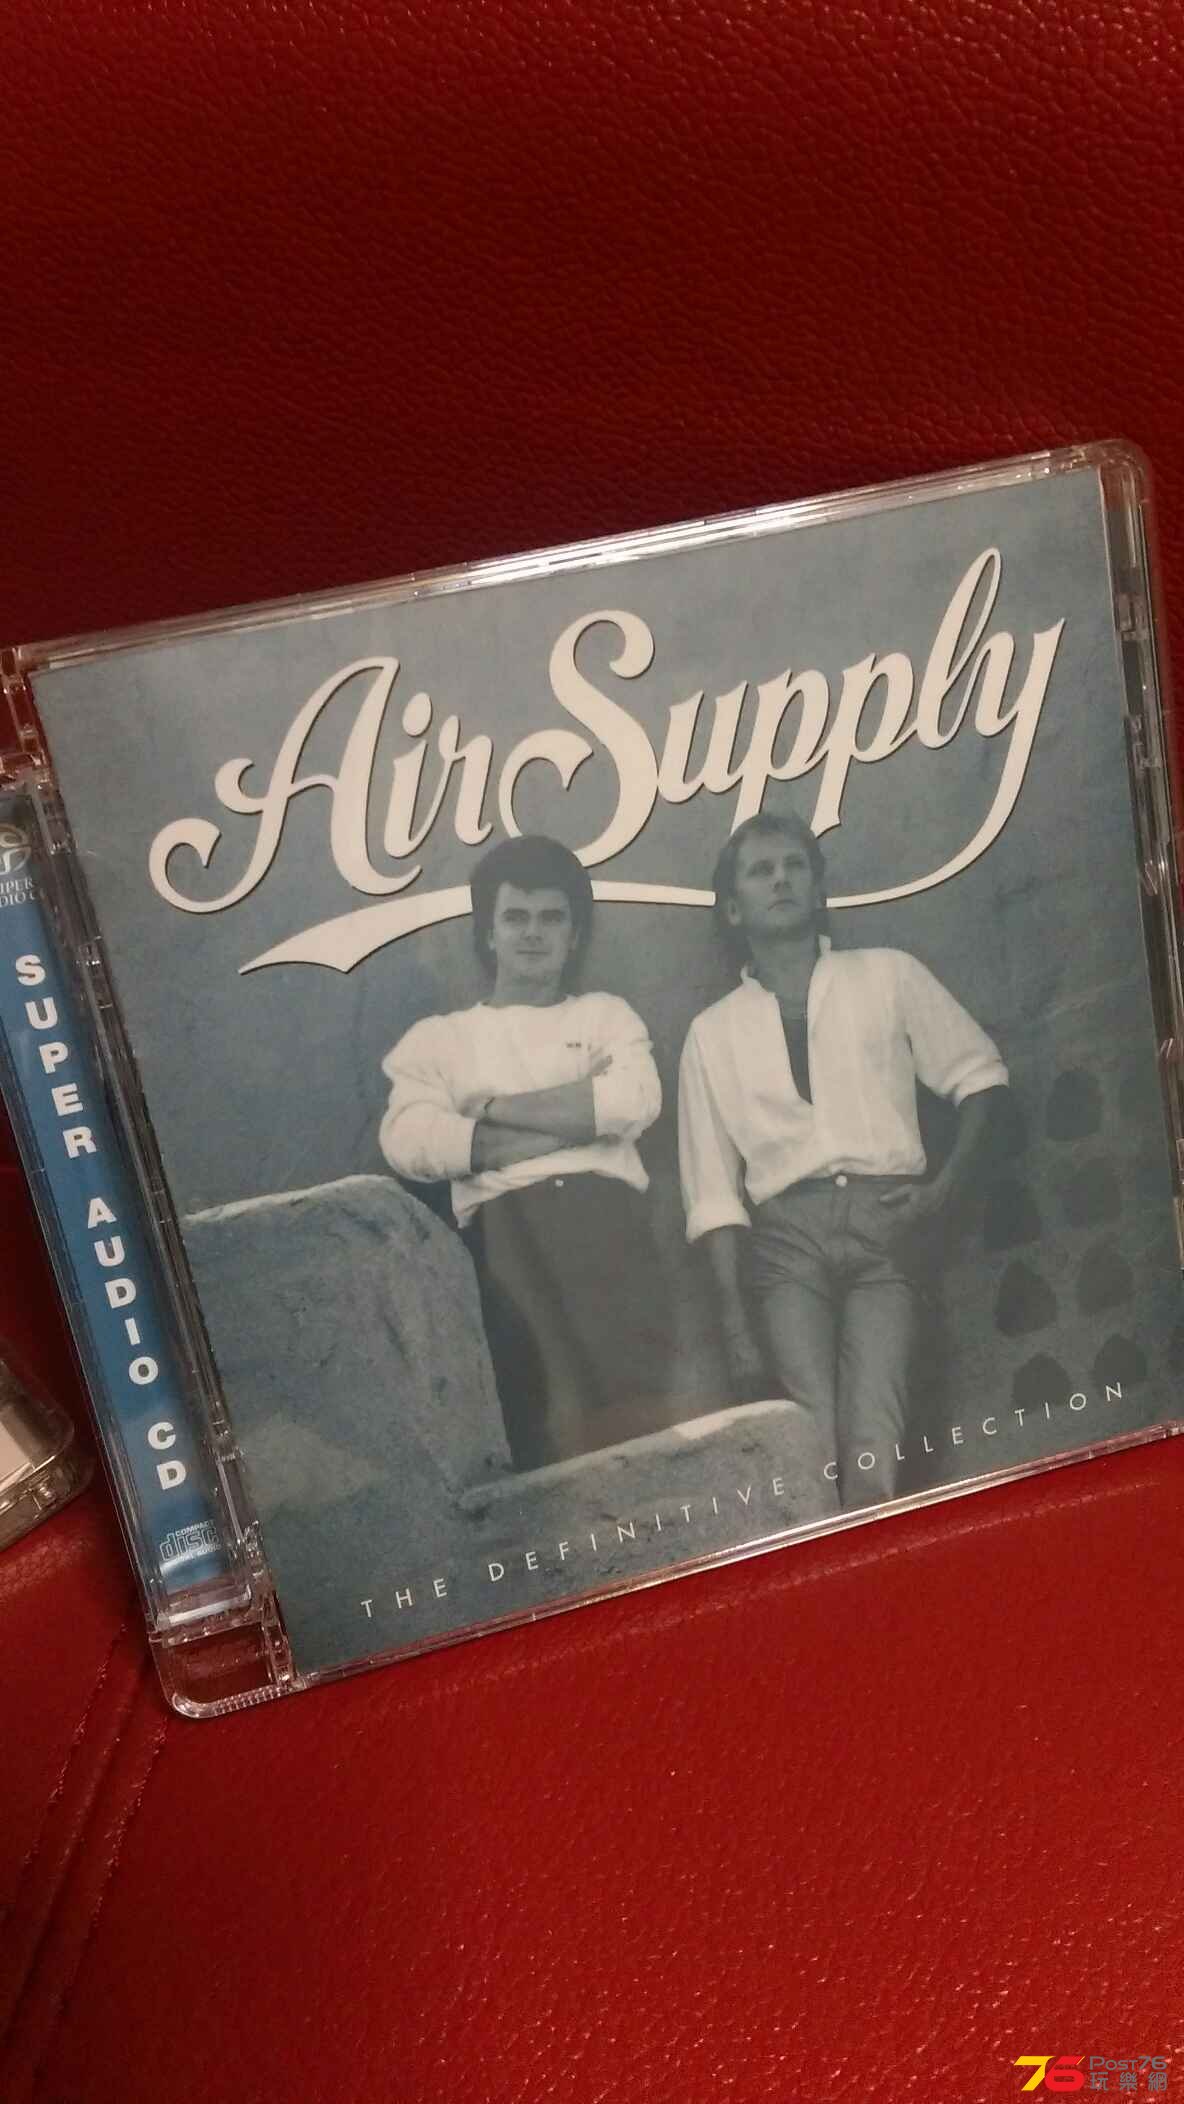 Air Supply
SUPER AUDIO CD
COMPACT
disc
THE DEFINITIVE COLLECTION
76 POST76
玩樂網